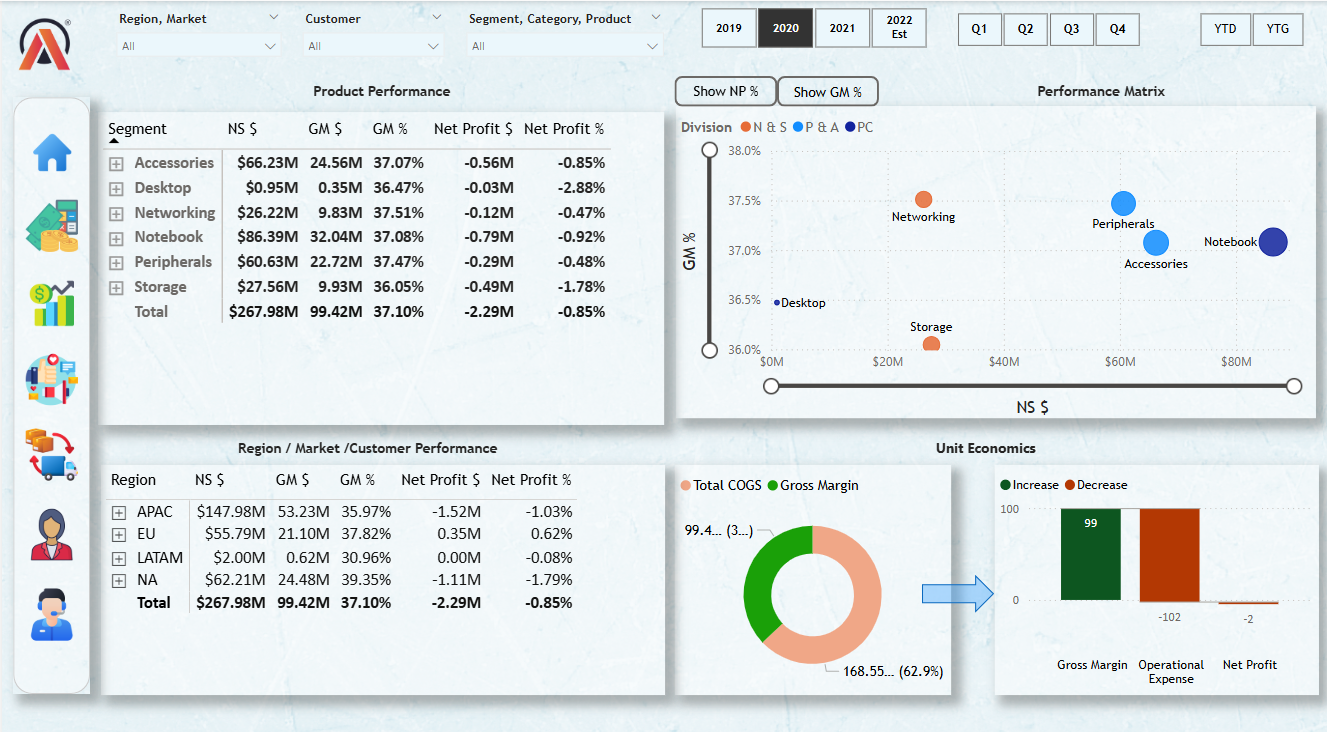 Region, Market
Customer
Segment, Category, Product
All
All
All
2019
2020
2021
2022
Est
Q1
Q2
Q3
Q4
YTD
YTG
Product Performance
Segment NS $ GM $ GM % Net Profit $ Net Profit %
Accessories $66.23M 24.56M 37.07% -0.56M -0.85%
Desktop $0.95M 0.35M 36.47% -0.03M -2.88%
Networking $26.22M 9.83M 37.51% -0.12M -0.47%
Notebook $86.39M 32.04M 37.08% -0.79M -0.92%
Peripherals $60.63M 22.72M 37.47% -0.29M -0.48%
Storage $27.56M 9.93M 36.05% -0.49M -1.78%
Total $267.98M 99.42M 37.10% -2.29M -0.85%
Show NP %
Show GM %
Performance Matrix
Division N & S P & A PC
GM %
38.0%
37.5%
37.0%
36.5%
36.0%
Networking
Peripherals
Notebook
Accessories
Desktop
Storage
$0M $20M $40M $60M $80M
NS $
Region / Market /Customer Performance
Region NS $ GM $ GM % Net Profit $ Net Profit %
APAC $147.98M 53.23M 35.97% -1.52M -1.03%
EU $55.79M 21.10M 37.82% 0.35M 0.62%
LATAM $2.00M 0.62M 30.96% 0.00M -0.08%
NA $62.21M 24.48M 39.35% -1.11M -1.79%
Total $267.98M 99.42M 37.10% -2.29M -0.85%
Unit Economics
Total COGS Gross Margin
99.4... (3...)
168.55... (62.9%)
Increase Decrease
100
0
99
-102
-2
Gross Margin
Operational
Expense
Net Profit